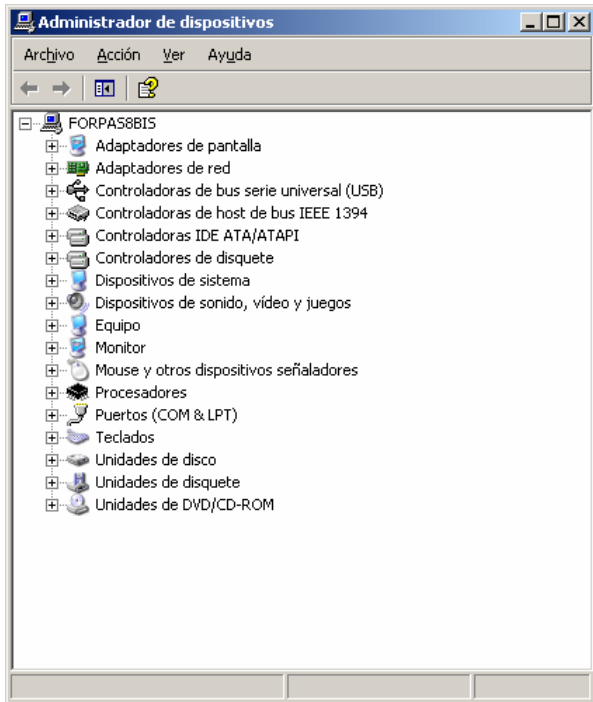 Administrador de dispositivos
Archivo Acción Ver Ayuda
FORPAS8BIS
Adaptadores de pantalla
Adaptadores de red
Controladoras de bus serie universal (USB)
Controladoras de host de bus IEEE 1394
Controladoras IDE ATA/ATAPI
Controladores de disquete
Dispositivos de sistema
Dispositivos de sonido, vídeo y juegos
Equipo
Monitor
Mouse y otros dispositivos señaladores
Procesadores
Puertos (COM & LPT)
Teclados
Unidades de disco
Unidades de disquete
Unidades de DVD/CD-ROM